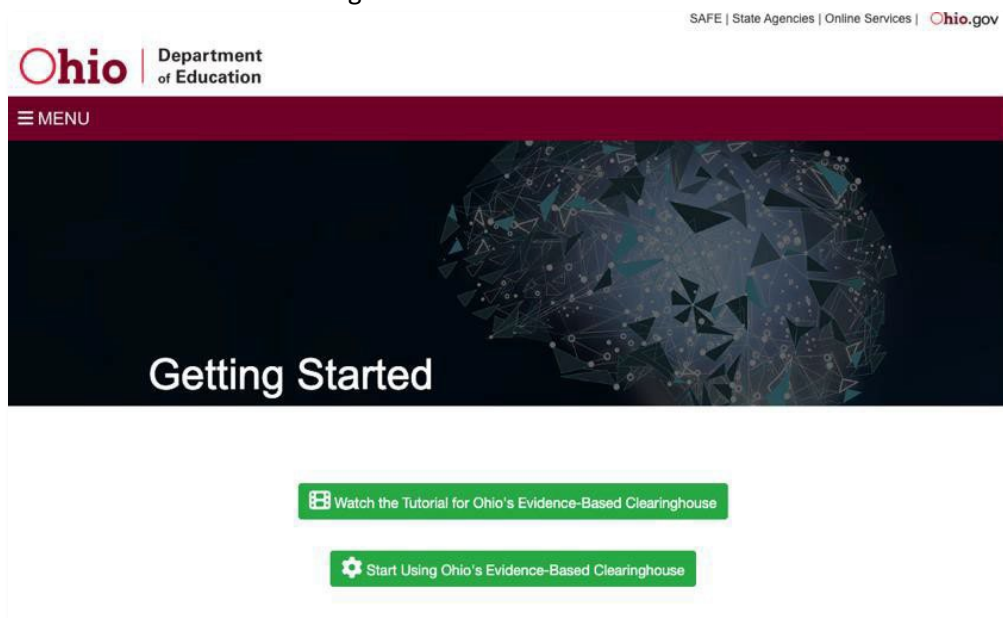 SAFE | State Agencies | Online Services | Ohio.gov
Ohio | Department
of Education
MENU
Getting Started
Watch the Tutorial for Ohio's Evidence-Based Clearinghouse
Start Using Ohio's Evidence-Based Clearinghouse